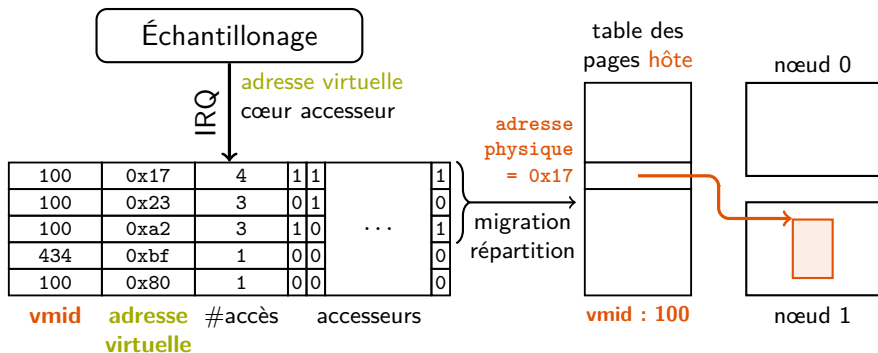 Échantillonage
IRQ
adresse virtuelle
cœur accesseur
100 0x17 4 1 1 1
100 0x23 3 0 1 0
100 0xa2 3 1 0 ... 1
434 0xbf 1 0 0 0
100 0x80 1 0 0 0
vmid adresse virtuelle #accès accesseurs
migration
répartition
adresse
physique
= 0x17
table des
pages hôte
vmid : 100
nœud 0
nœud 1